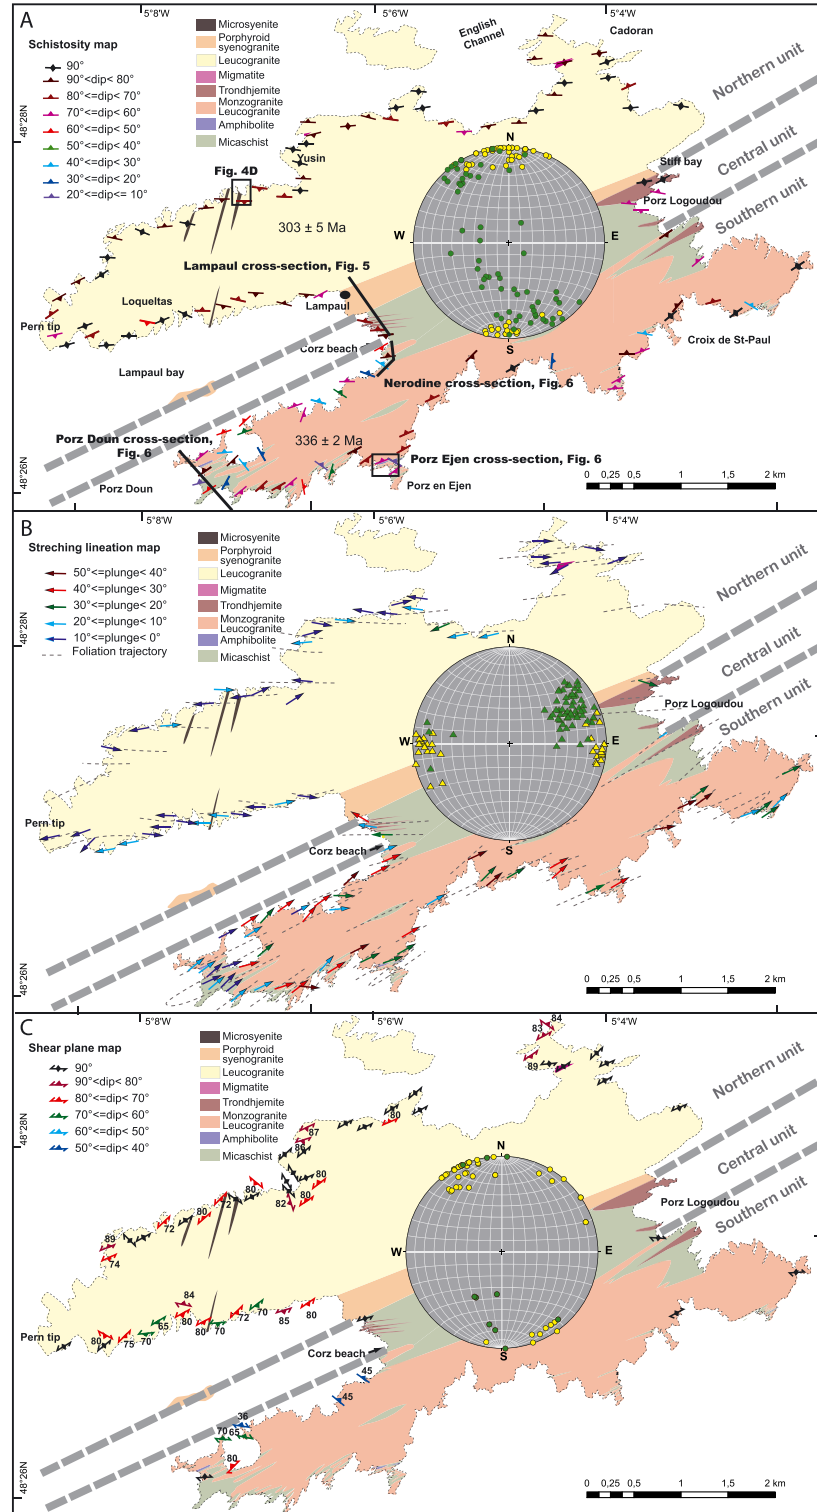 A
5°8'W
5°6'W
5°4'W
Schistosity map
90°
90°<dip< 80°
80°<=dip< 70°
70°<=dip< 60°
60°<=dip< 50°
50°<=dip< 40°
40°<=dip< 30°
30°<=dip< 20°
20°<=dip<= 10°
Microsyenite
Porphyroid
syenogranite
Leucogranite
Migmatite
Trondhjemite
Monzogranite
Leucogranite
Amphibolite
Micaschist
English
Channel
Cadoran
Northern unit
Central unit
Southern unit
48°28N
Yusin
Fig. 4D
Stiff bay
Porz Logoudou
N
W
E
S
303 ± 5 Ma
Lampaul cross-section, Fig. 5
Loqueltas
Lampaul
Pern tip
Corz beach
Croix de St-Paul
Lampaul bay
Nerodine cross-section, Fig. 6
Porz Doun cross-section,
Fig. 6
336 ± 2 Ma
Porz Ejen cross-section, Fig. 6
48°26N
Porz Doun
Porz en Ejen
0 0,25 0,5 1 1,5 2 km
B
5°8'W
5°6'W
5°4'W
Streching lineation map
50°<=plunge< 40°
40°<=plunge< 30°
30°<=plunge< 20°
20°<=plunge< 10°
10°<=plunge< 0°
Foliation trajectory
Microsyenite
Porphyroid
syenogranite
Leucogranite
Migmatite
Trondhjemite
Monzogranite
Leucogranite
Amphibolite
Micaschist
Northern unit
Central unit
Southern unit
48°28N
N
W
E
S
Porz Logoudou
Pern tip
Corz beach
48°26N
0 0,25 0,5 1 1,5 2 km
C
5°8'W
5°6'W
5°4'W
Shear plane map
90°
90°<dip< 80°
80°<=dip< 70°
70°<=dip< 60°
60°<=dip< 50°
50°<=dip< 40°
Microsyenite
Porphyroid
syenogranite
Leucogranite
Migmatite
Trondhjemite
Monzogranite
Leucogranite
Amphibolite
Micaschist
84
83
89
Northern unit
Central unit
Southern unit
48°28N
80
87
86
80
80
82
80
72
80
72
89
74
N
W
E
S
Porz Logoudou
84
80
65
70
75
80
80
70
72
70
85
80
Pern tip
Corz beach
45
45
36
70
65
80
48°26N
0 0,25 0,5 1 1,5 2 km